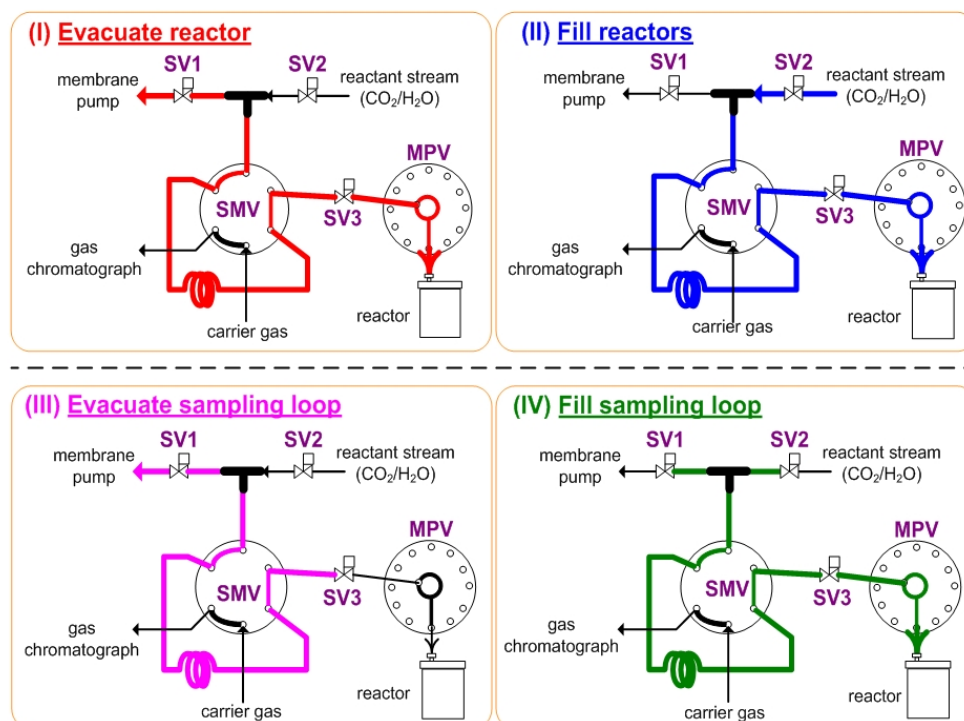 (I) Evacuate reactor
SV1
SV2
membrane
pump
reactant stream
(CO₂/H₂O)
MPV
SMV
SV3
gas
chromatograph
carrier gas
reactor
(II) Fill reactors
SV1
SV2
membrane
pump
reactant stream
(CO₂/H₂O)
MPV
SMV
SV3
gas
chromatograph
carrier gas
reactor
(III) Evacuate sampling loop
SV1
SV2
membrane
pump
reactant stream
(CO₂/H₂O)
MPV
SMV
SV3
gas
chromatograph
carrier gas
reactor
(IV) Fill sampling loop
SV1
SV2
membrane
pump
reactant stream
(CO₂/H₂O)
MPV
SMV
SV3
gas
chromatograph
carrier gas
reactor